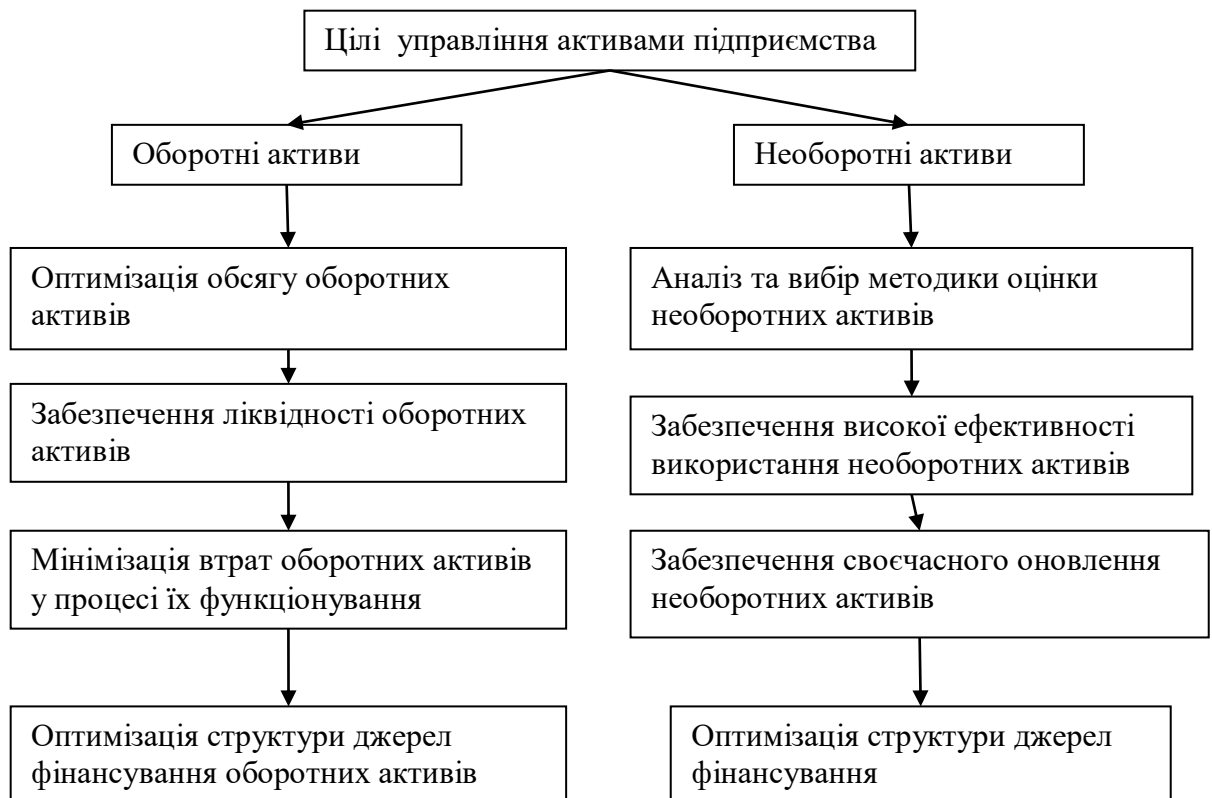 Цілі  управління активами підприємства
Оборотні активи
Необоротні активи
Оптимізація обсягу оборотних
активів
Аналіз та вибір методики оцінки
необоротних активів
Забезпечення ліквідності оборотних
активів
Забезпечення високої ефективності
використання необоротних активів
Мінімізація втрат оборотних активів
у процесі їх функціонування
Забезпечення своєчасного оновлення
необоротних активів
Оптимізація структури джерел
фінансування оборотних активів
Оптимізація структури джерел
фінансування